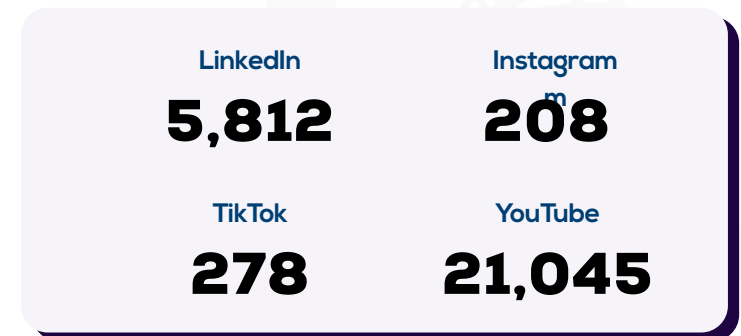 LinkedIn Instagram
m
5,812 208
TikTok YouTube
278 21,045